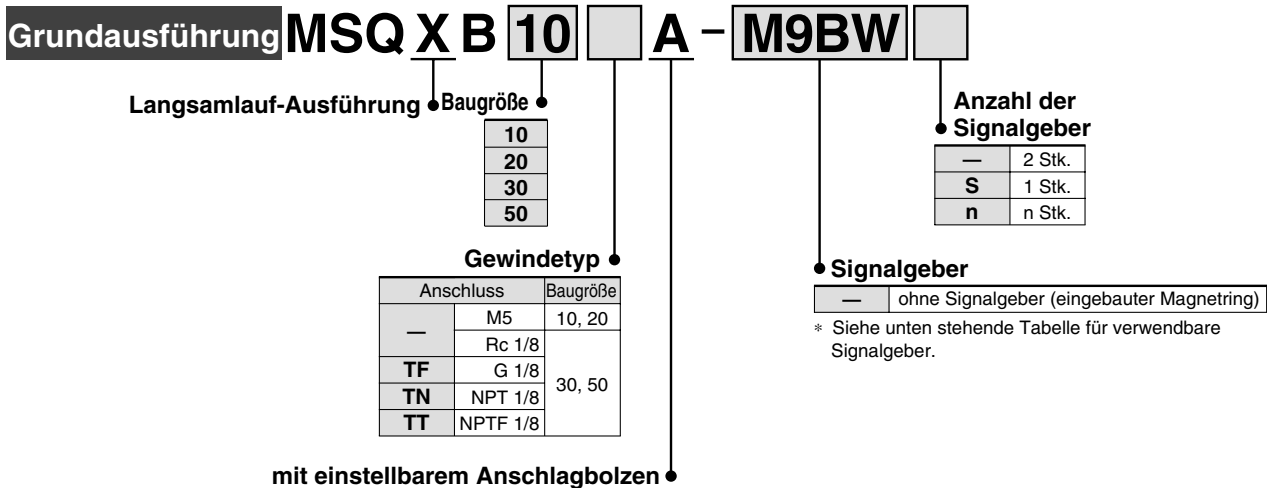 Grundausführung MSQ X B 10 A – M9BW
Langsamlauf-Ausführung
Baugröße
10
20
30
50
Anzahl der
Signalgeber
— 2 Stk.
S 1 Stk.
n n Stk.
Gewindetyp
Anschluss Baugröße
— M5 10, 20
Rc 1/8
TF G 1/8
30, 50
TN NPT 1/8
TT NPTF 1/8
Signalgeber
— ohne Signalgeber (eingebauter Magnetring)
* Siehe unten stehende Tabelle für verwendbare
Signalgeber.
mit einstellbarem Anschlagbolzen